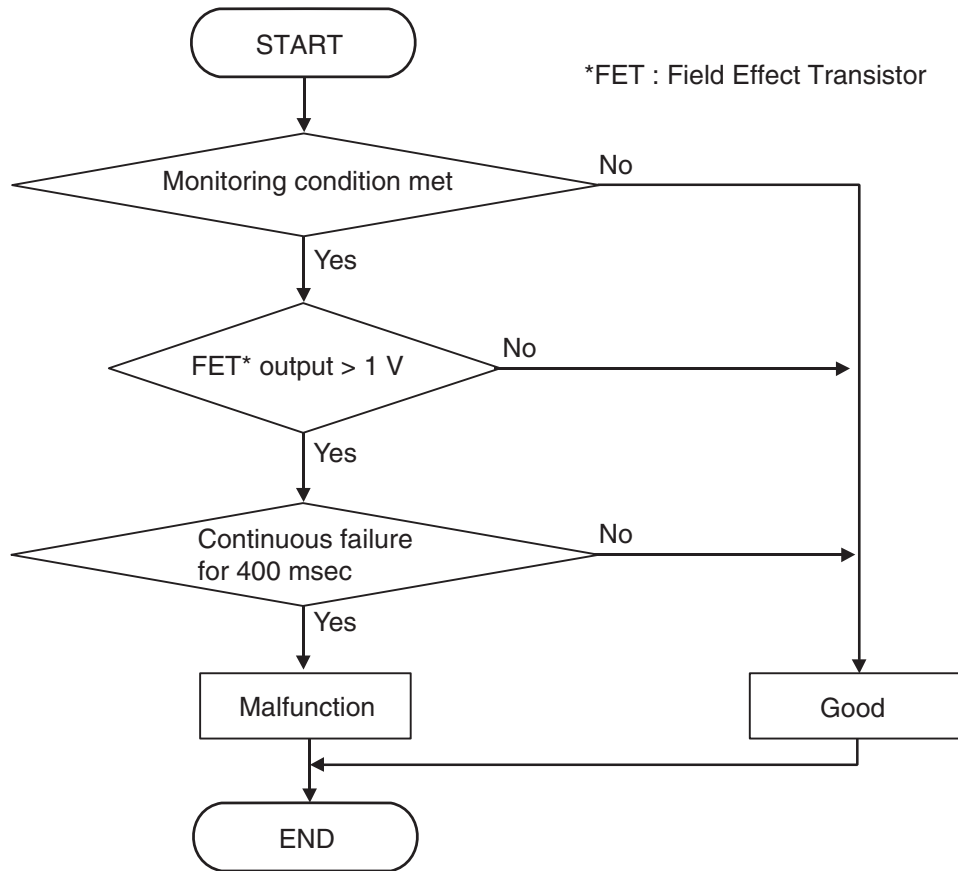 START
*FET : Field Effect Transistor
Monitoring condition met
No
Yes
FET* output > 1 V
No
Yes
Continuous failure
for 400 msec
No
Yes
Malfunction
Good
END